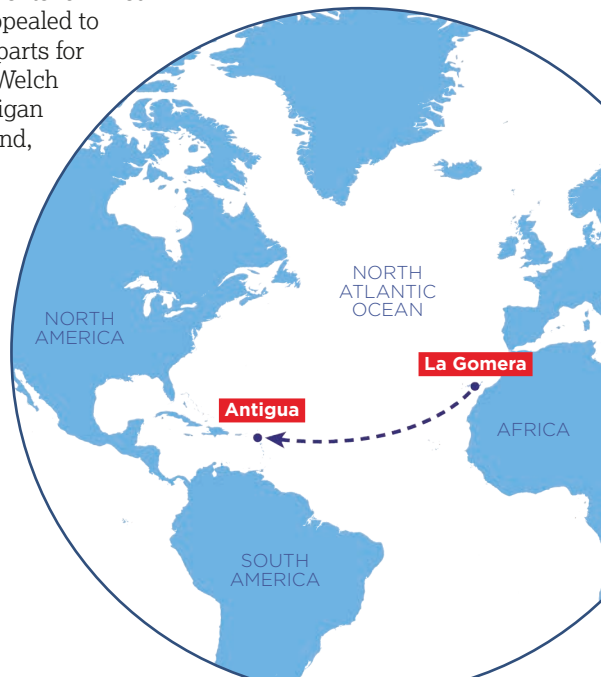 ppealed to
parts for
Welch
igan
nd,
NORTH
ATLANTIC
OCEAN
NORTH
AMERICA
La Gomera
Antigua
AFRICA
SOUTH
AMERICA